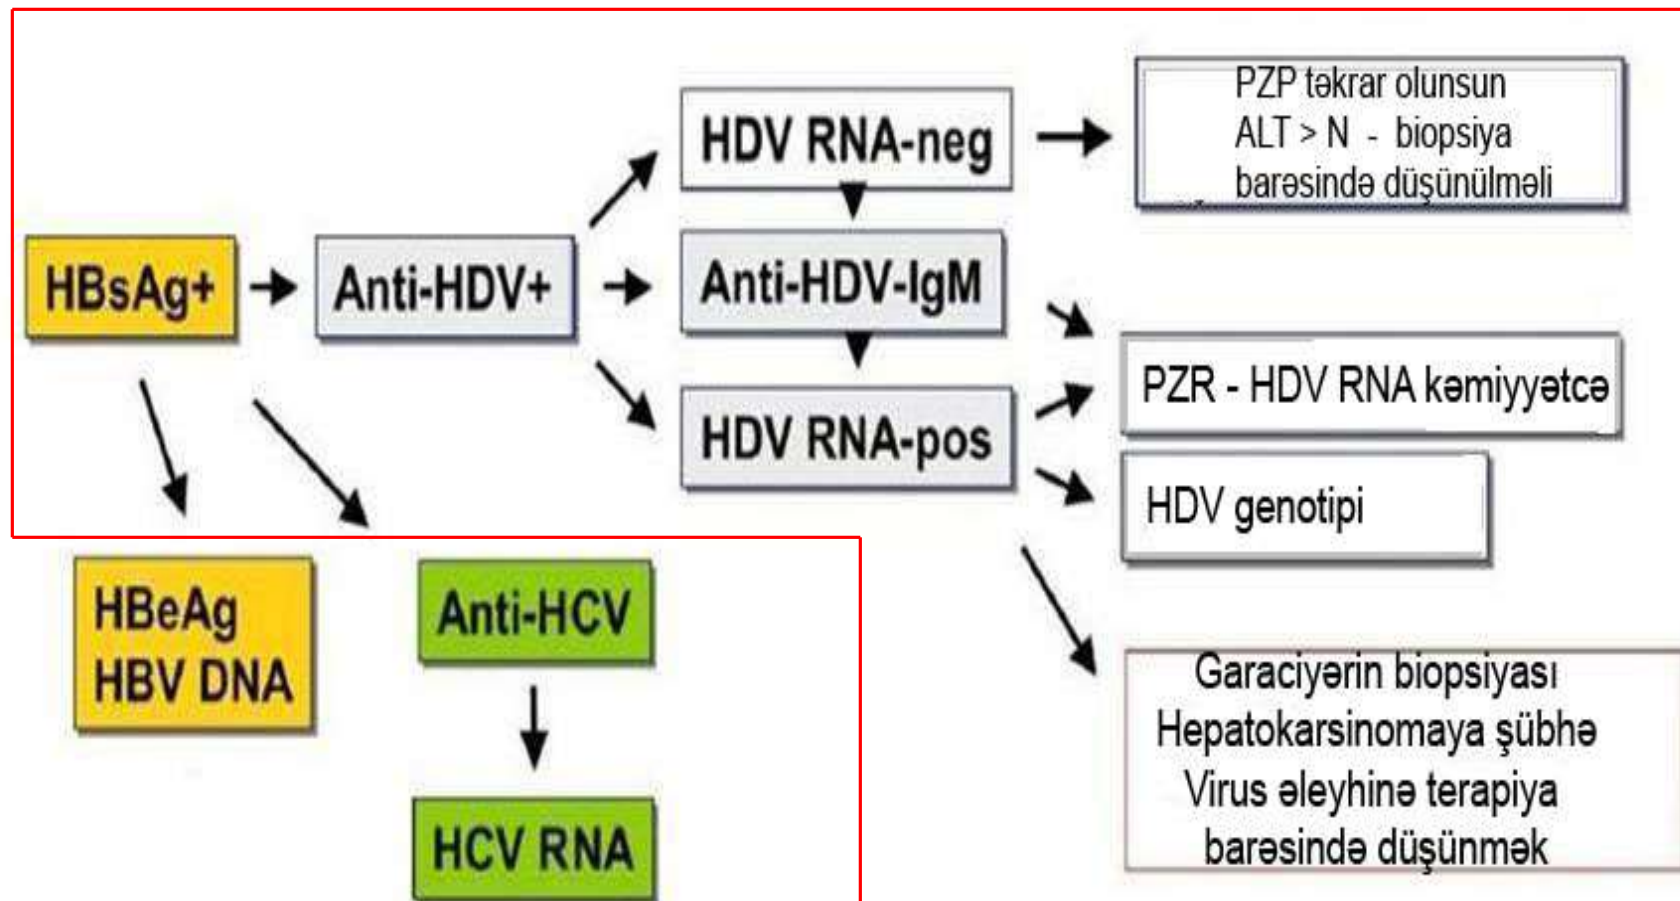 HBsAg+
Anti-HDV+
HDV RNA-neg
Anti-HDV-IgM
HDV RNA-pos
PZP təkrar olunsun
ALT > N - biopsiya
barəsində düşünülməli
PZR - HDV RNA kəmiyyətcə
HDV genotipi
Garaciyərin biopsiyası
Hepatokarsinomaya şübhə
Virus əleyhinə terapiya
barəsində düşünmək
HBeAg
HBV DNA
Anti-HCV
HCV RNA